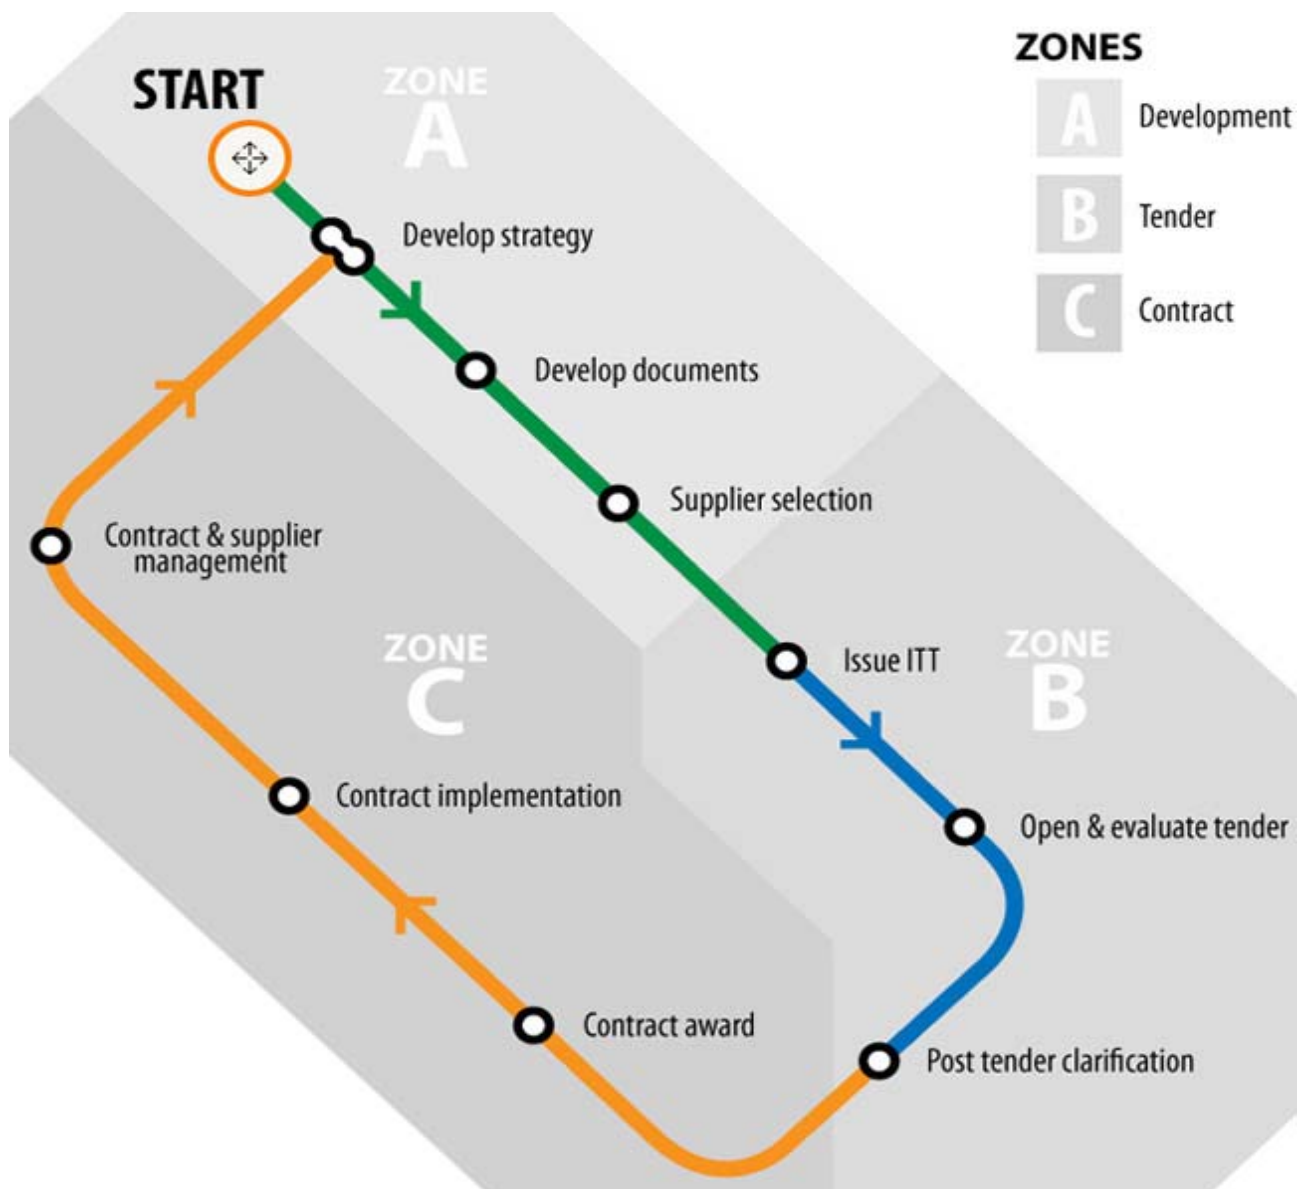 START
ZONE
A
ZONES
A
Development
B
Tender
C
Contract
Develop strategy
Develop documents
Supplier selection
Issue ITT
ZONE
B
Open & evaluate tender
Post tender clarification
Contract award
Contract implementation
ZONE
C
Contract & supplier
management